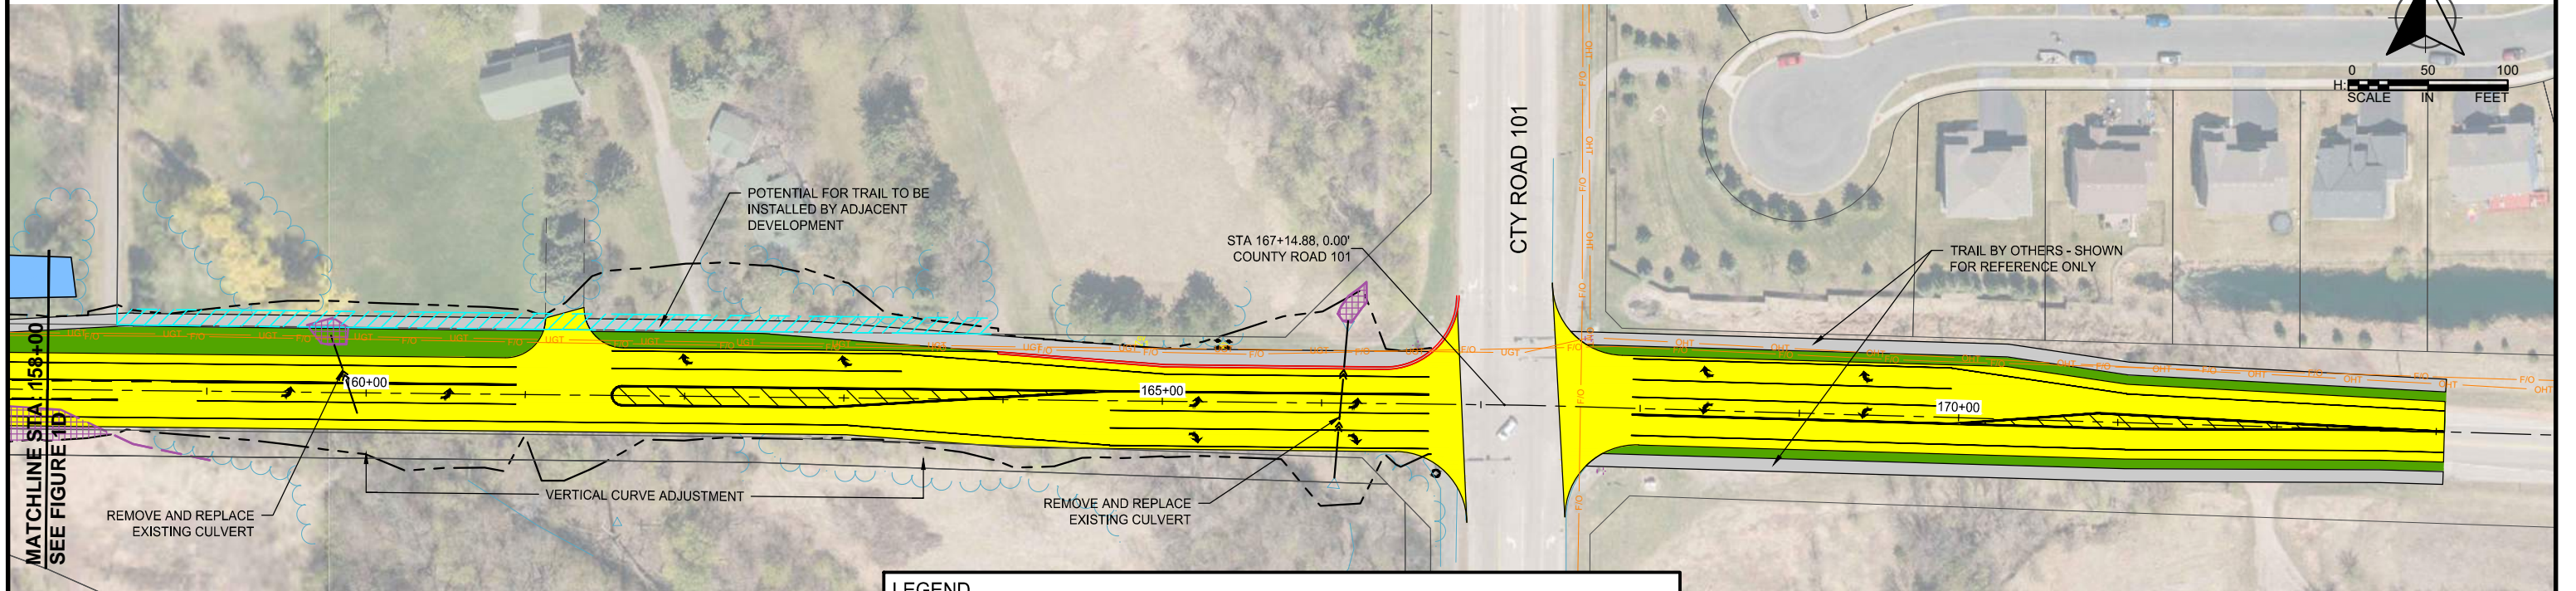 0 50 100
H:
SCALE IN FEET
CTY ROAD 101
POTENTIAL FOR TRAIL TO BE
INSTALLED BY ADJACENT
DEVELOPMENT
STA 167+14.88, 0.00'
COUNTY ROAD 101
TRAIL BY OTHERS - SHOWN
FOR REFERENCE ONLY
MATCHLINE STA: 158+00
SEE FIGURE 1D
60+00
165+00
170+00
VERTICAL CURVE ADJUSTMENT
REMOVE AND REPLACE
EXISTING CULVERT
REMOVE AND REPLACE
EXISTING CULVERT
UGT
F/O
OHT
LEGEND